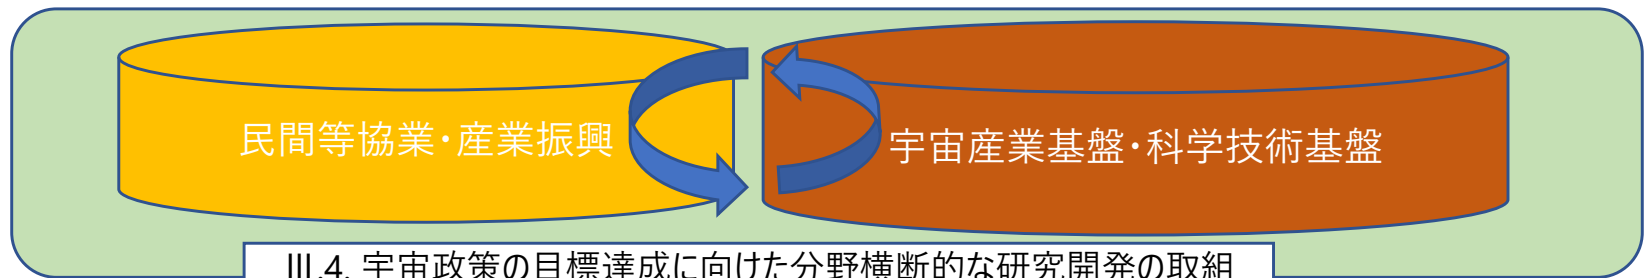 民間等協業・産業振興
宇宙産業基盤・科学技術基盤
Ⅲ.4. 宇宙政策の目標達成に向けた分野横断的な研究開発の取組